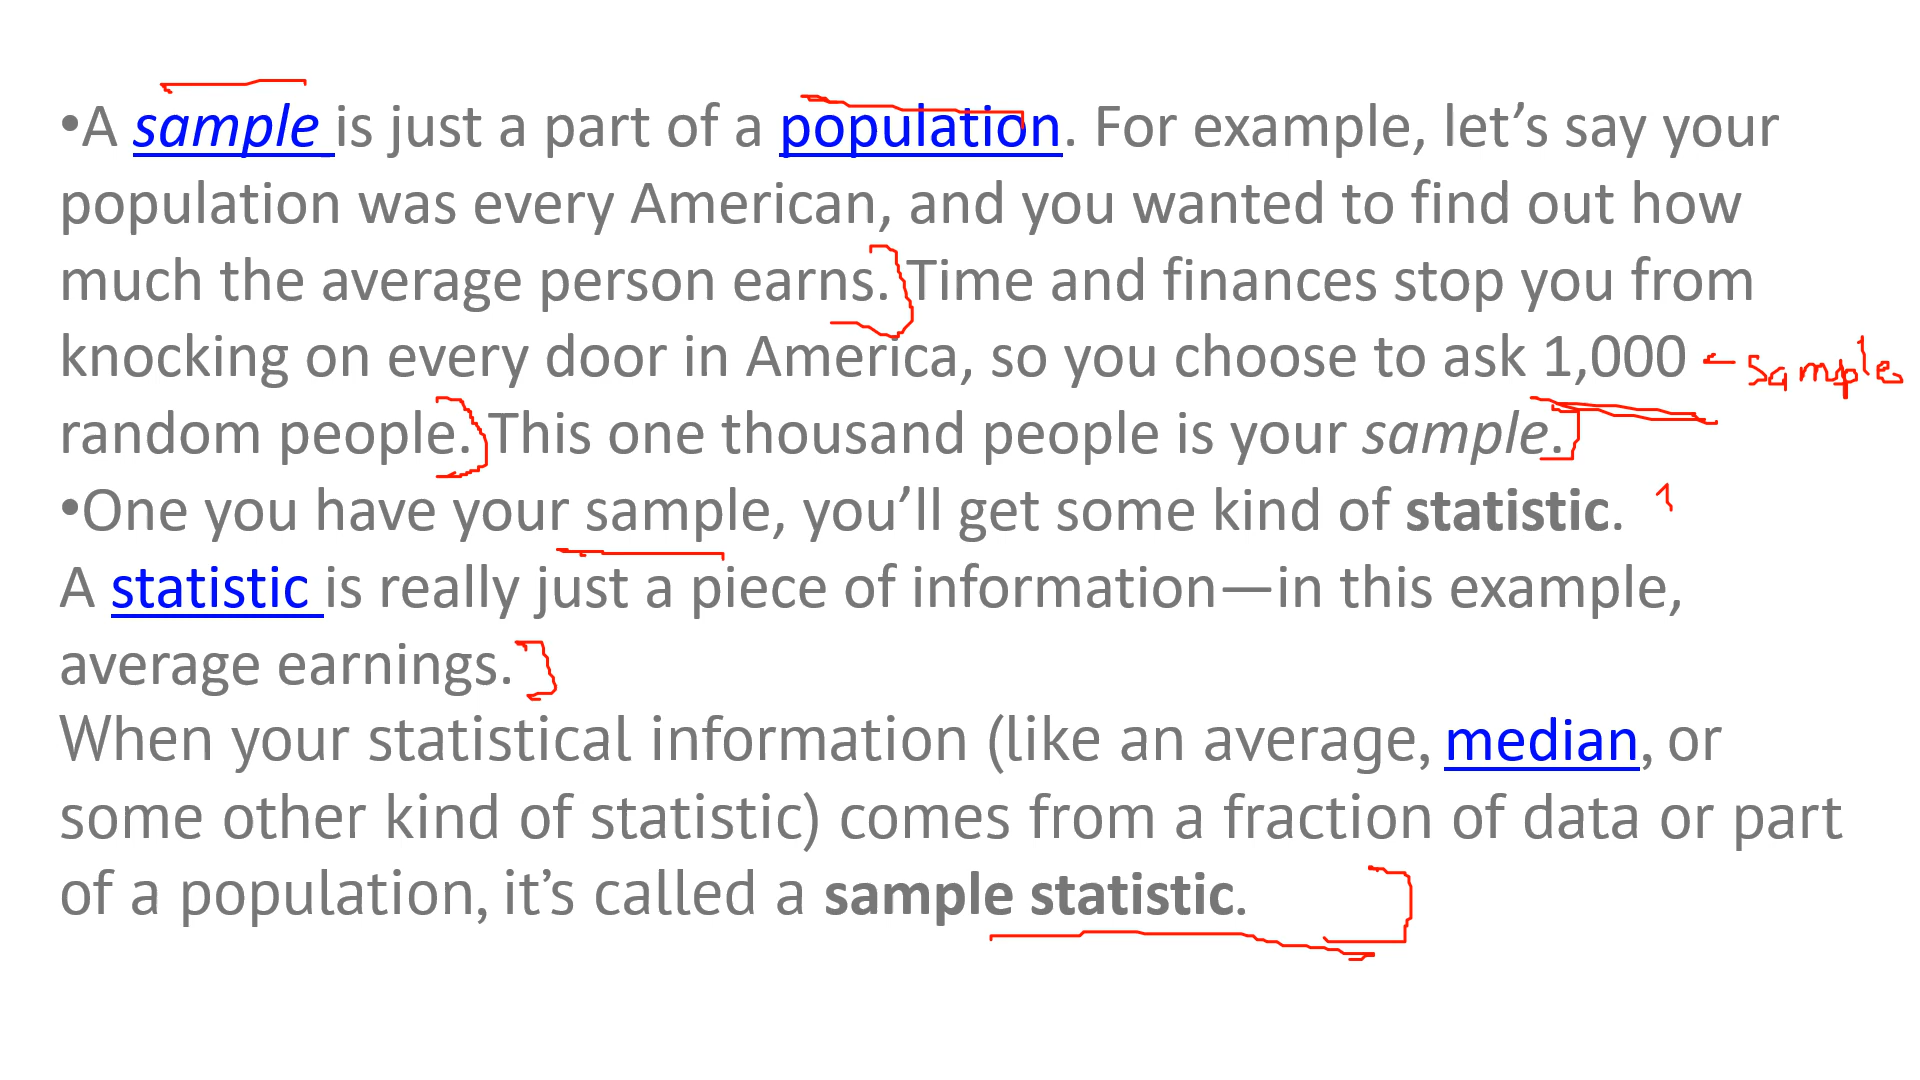 •A sample is just a part of a population. For example, let’s say your
population was every American, and you wanted to find out how
much the average person earns. Time and finances stop you from
knocking on every door in America, so you choose to ask 1,000 ← sample
random people. This one thousand people is your sample.
•One you have your sample, you’ll get some kind of statistic.
A statistic is really just a piece of information—in this example,
average earnings.
When your statistical information (like an average, median, or
some other kind of statistic) comes from a fraction of data or part
of a population, it’s called a sample statistic.